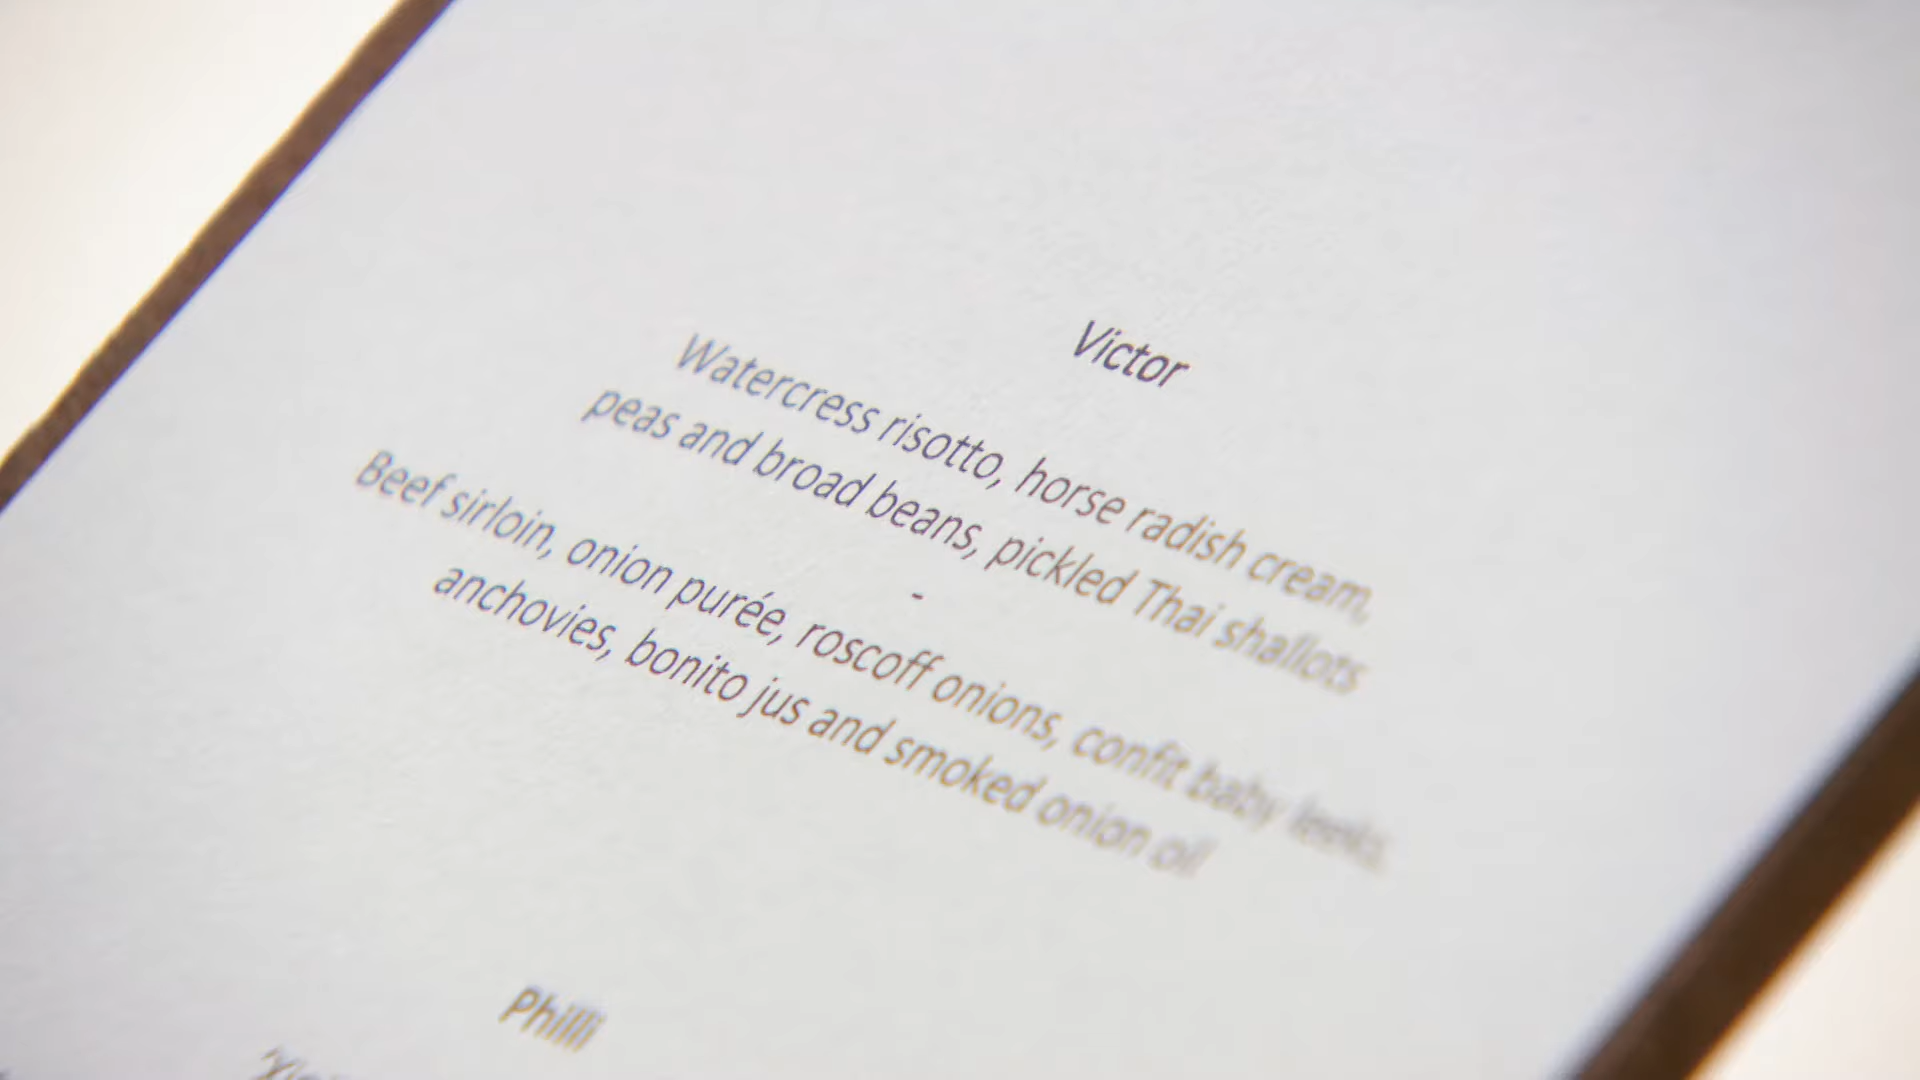 Victor
Watercress risotto, horse radish cream,
peas and broad beans, pickled Thai shallots
-
Beef sirloin, onion purée, roscoff onions, confit baby leeks,
anchovies, bonito jus and smoked onion oil
Philli